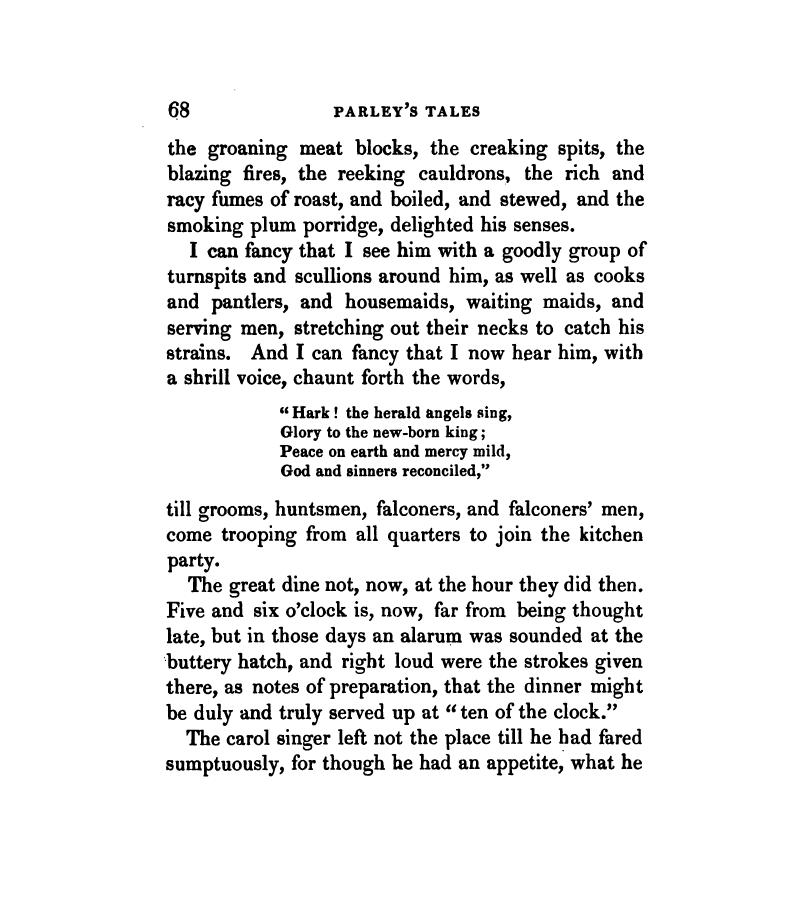 68 PARLEY'S TALES
the groaning meat blocks, the creaking spits, the
blazing fires, the reeking cauldrons, the rich and
racy fumes of roast, and boiled, and stewed, and the
smoking plum porridge, delighted his senses.
I can fancy that I see him with a goodly group of
turnspits and scullions around him, as well as cooks
and pantlers, and housemaids, waiting maids, and
serving men, stretching out their necks to catch his
strains. And I can fancy that I now hear him, with
a shrill voice, chaunt forth the words,
"Hark! the herald angels sing,
Glory to the new-born king;
Peace on earth and mercy mild,
God and sinners reconciled,"
till grooms, huntsmen, falconers, and falconers' men,
come trooping from all quarters to join the kitchen
party.
The great dine not, now, at the hour they did then.
Five and six o'clock is, now, far from being thought
late, but in those days an alarum was sounded at the
buttery hatch, and right loud were the strokes given
there, as notes of preparation, that the dinner might
be duly and truly served up at "ten of the clock."
The carol singer left not the place till he had fared
sumptuously, for though he had an appetite, what he